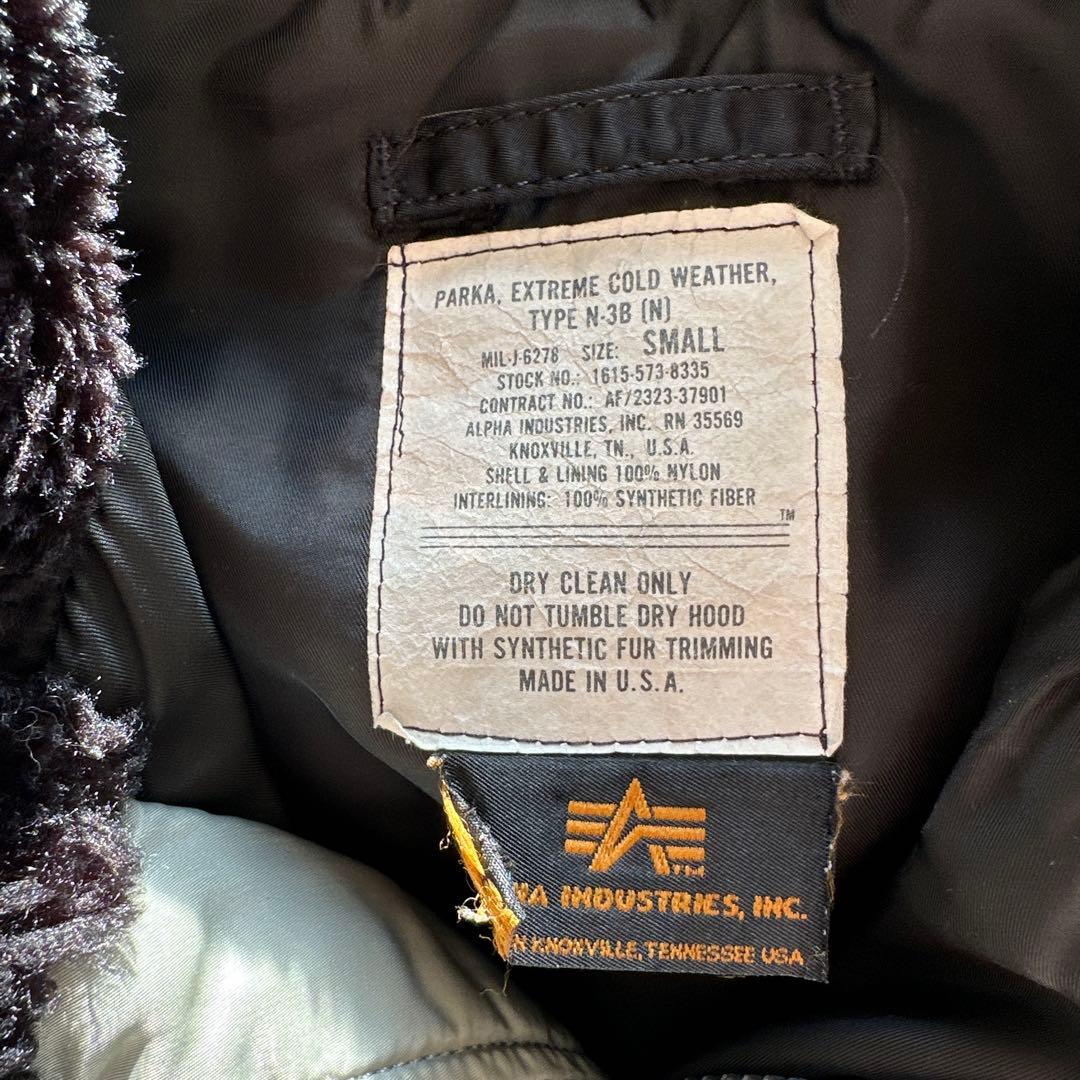 PARKA, EXTREME COLD WEATHER,
TYPE N-3B (N)
MIL-J-6278 SIZE: SMALL
STOCK NO.: 1615-573-8335
CONTRACT NO.: AF/2323-37901
ALPHA INDUSTRIES, INC. RN 35569
KNOXVILLE, TN., U.S.A.
SHELL & LINING 100% NYLON
INTERLINING: 100% SYNTHETIC FIBER
TM
DRY CLEAN ONLY
DO NOT TUMBLE DRY HOOD
WITH SYNTHETIC FUR TRIMMING
MADE IN U.S.A.
TM
HA INDUSTRIES, INC.
N KNOXVILLE, TENNESSEE USA